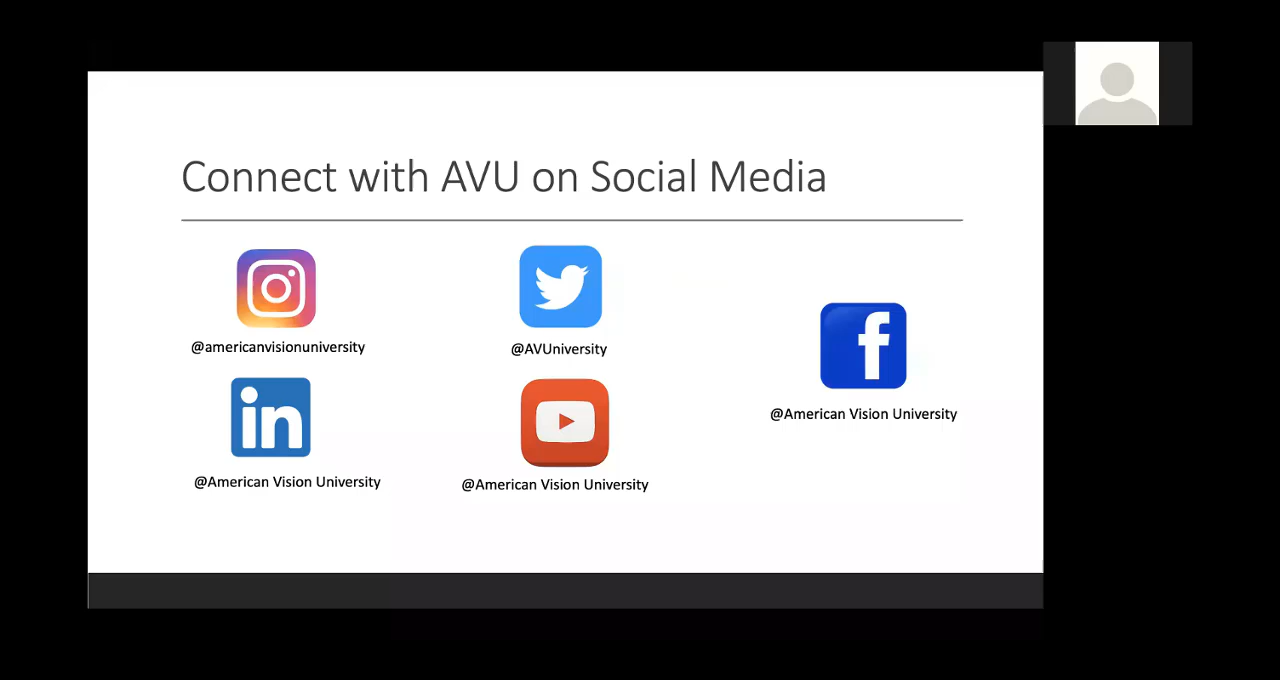 Connect with AVU on Social Media
@americanvisionuniversity
@AVUniversity
@American Vision University
@American Vision University
@American Vision University